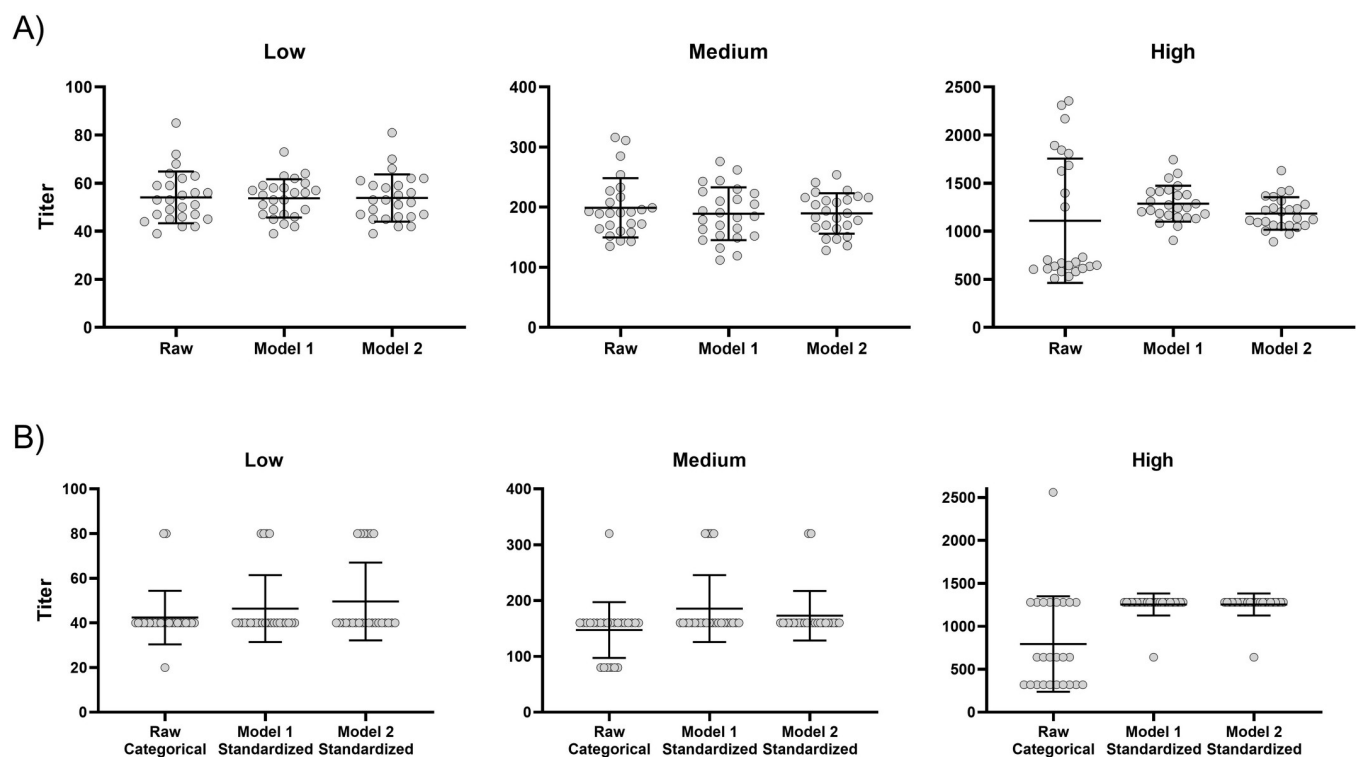 A)
Low
Medium
High
Titer
100
80
60
40
20
0
Raw
Model 1
Model 2
400
300
200
100
0
Raw
Model 1
Model 2
2500
2000
1500
1000
500
0
Raw
Model 1
Model 2
B)
Low
Medium
High
Titer
100
80
60
40
20
0
Raw
Categorical
Model 1
Standardized
Model 2
Standardized
400
300
200
100
0
Raw
Categorical
Model 1
Standardized
Model 2
Standardized
2500
2000
1500
1000
500
0
Raw
Categorical
Model 1
Standardized
Model 2
Standardized